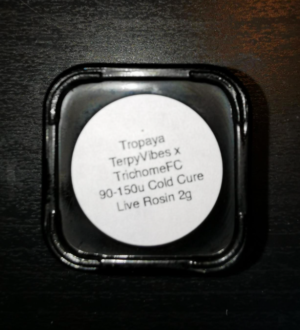 Tropaya
TerpyVibes x
TrichomeFC
90-150u Cold Cure
Live Rosin 2g